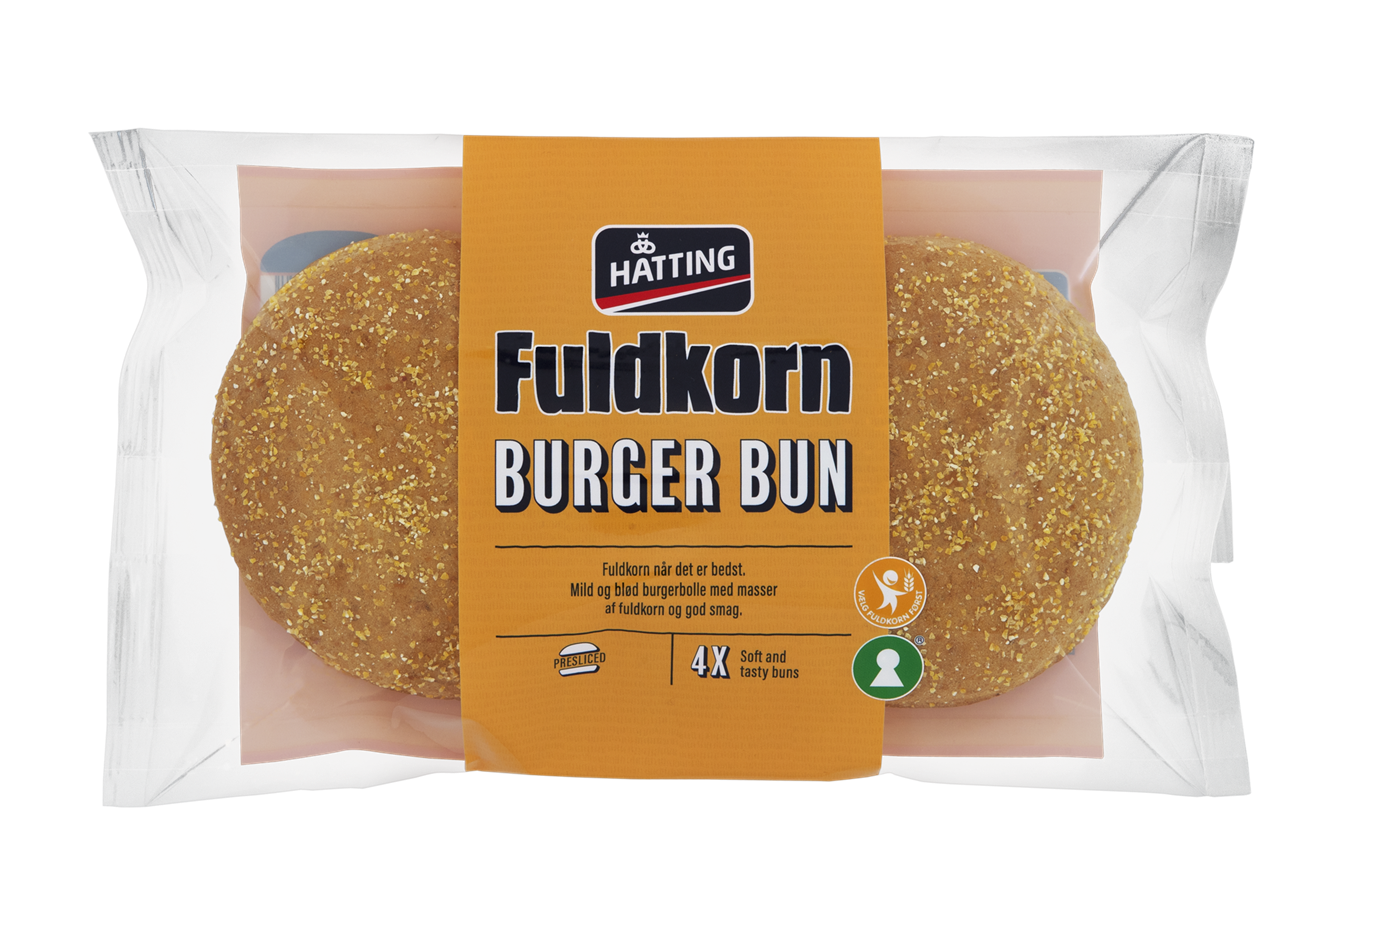 HATTING
Fuldkorn
BURGER BUN
Fuldkorn når det er bedst.
Mild og blød burgerbolle med masser
af fuldkorn og god smag.
PRESLICED
4X
Soft and
tasty buns
VÆLG FULDKORN FØRST
®